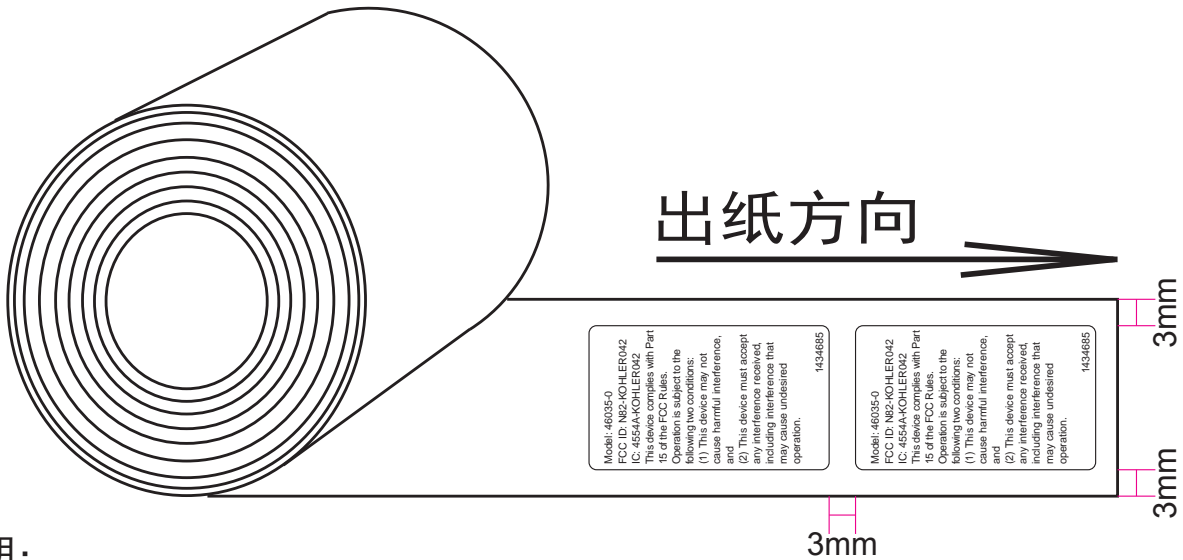 出纸方向
3mm
Model: 46035-0
FCC ID: N82-KOHLER042
IC: 4554A-KOHLER042
This device complies with Part
15 of the FCC Rules.
Operation is subject to the
following two conditions:
(1) This device may not
cause harmful interference,
and
(2) This device must accept
any interference received,
including interference that
may cause undesired
operation.
1434685
Model: 46035-0
FCC ID: N82-KOHLER042
IC: 4554A-KOHLER042
This device complies with Part
15 of the FCC Rules.
Operation is subject to the
following two conditions:
(1) This device may not
cause harmful interference,
and
(2) This device must accept
any interference received,
including interference that
may cause undesired
operation.
1434685
3mm
3mm